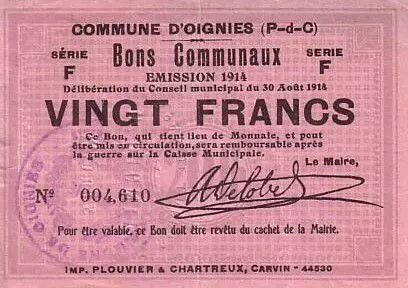 COMMUNE D'OIGNIES (P-d-C)
SÉRIE F Bons Communaux SERIE F
EMISSION 1914
Délibération du Conseil municipal du 30 Août 1914
VINGT FRANCS
Ce Bon, qui tient lieu de Monnaie, et peut
être mis en circulation, sera remboursable après
la guerre sur la Caisse Municipale.
Le Maire,
No 004,610 ADelobel
Pour être valable, ce Bon doit être revêtu du cachet de la Mairie.
IMP. PLOUVIER & CHARTREUX, CARVIN - 44530